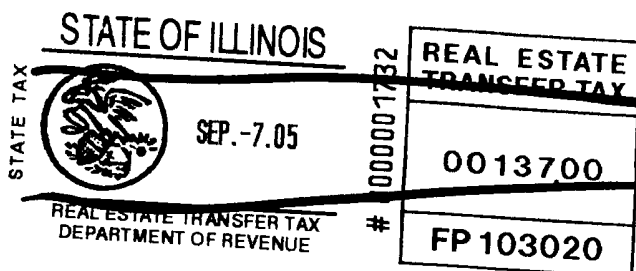 STATE OF ILLINOIS
STATE TAX
SEP.-7.05
REAL ESTATE TRANSFER TAX
DEPARTMENT OF REVENUE
# 0000001732
REAL ESTATE
TRANSFER TAX
0013700
FP 103020